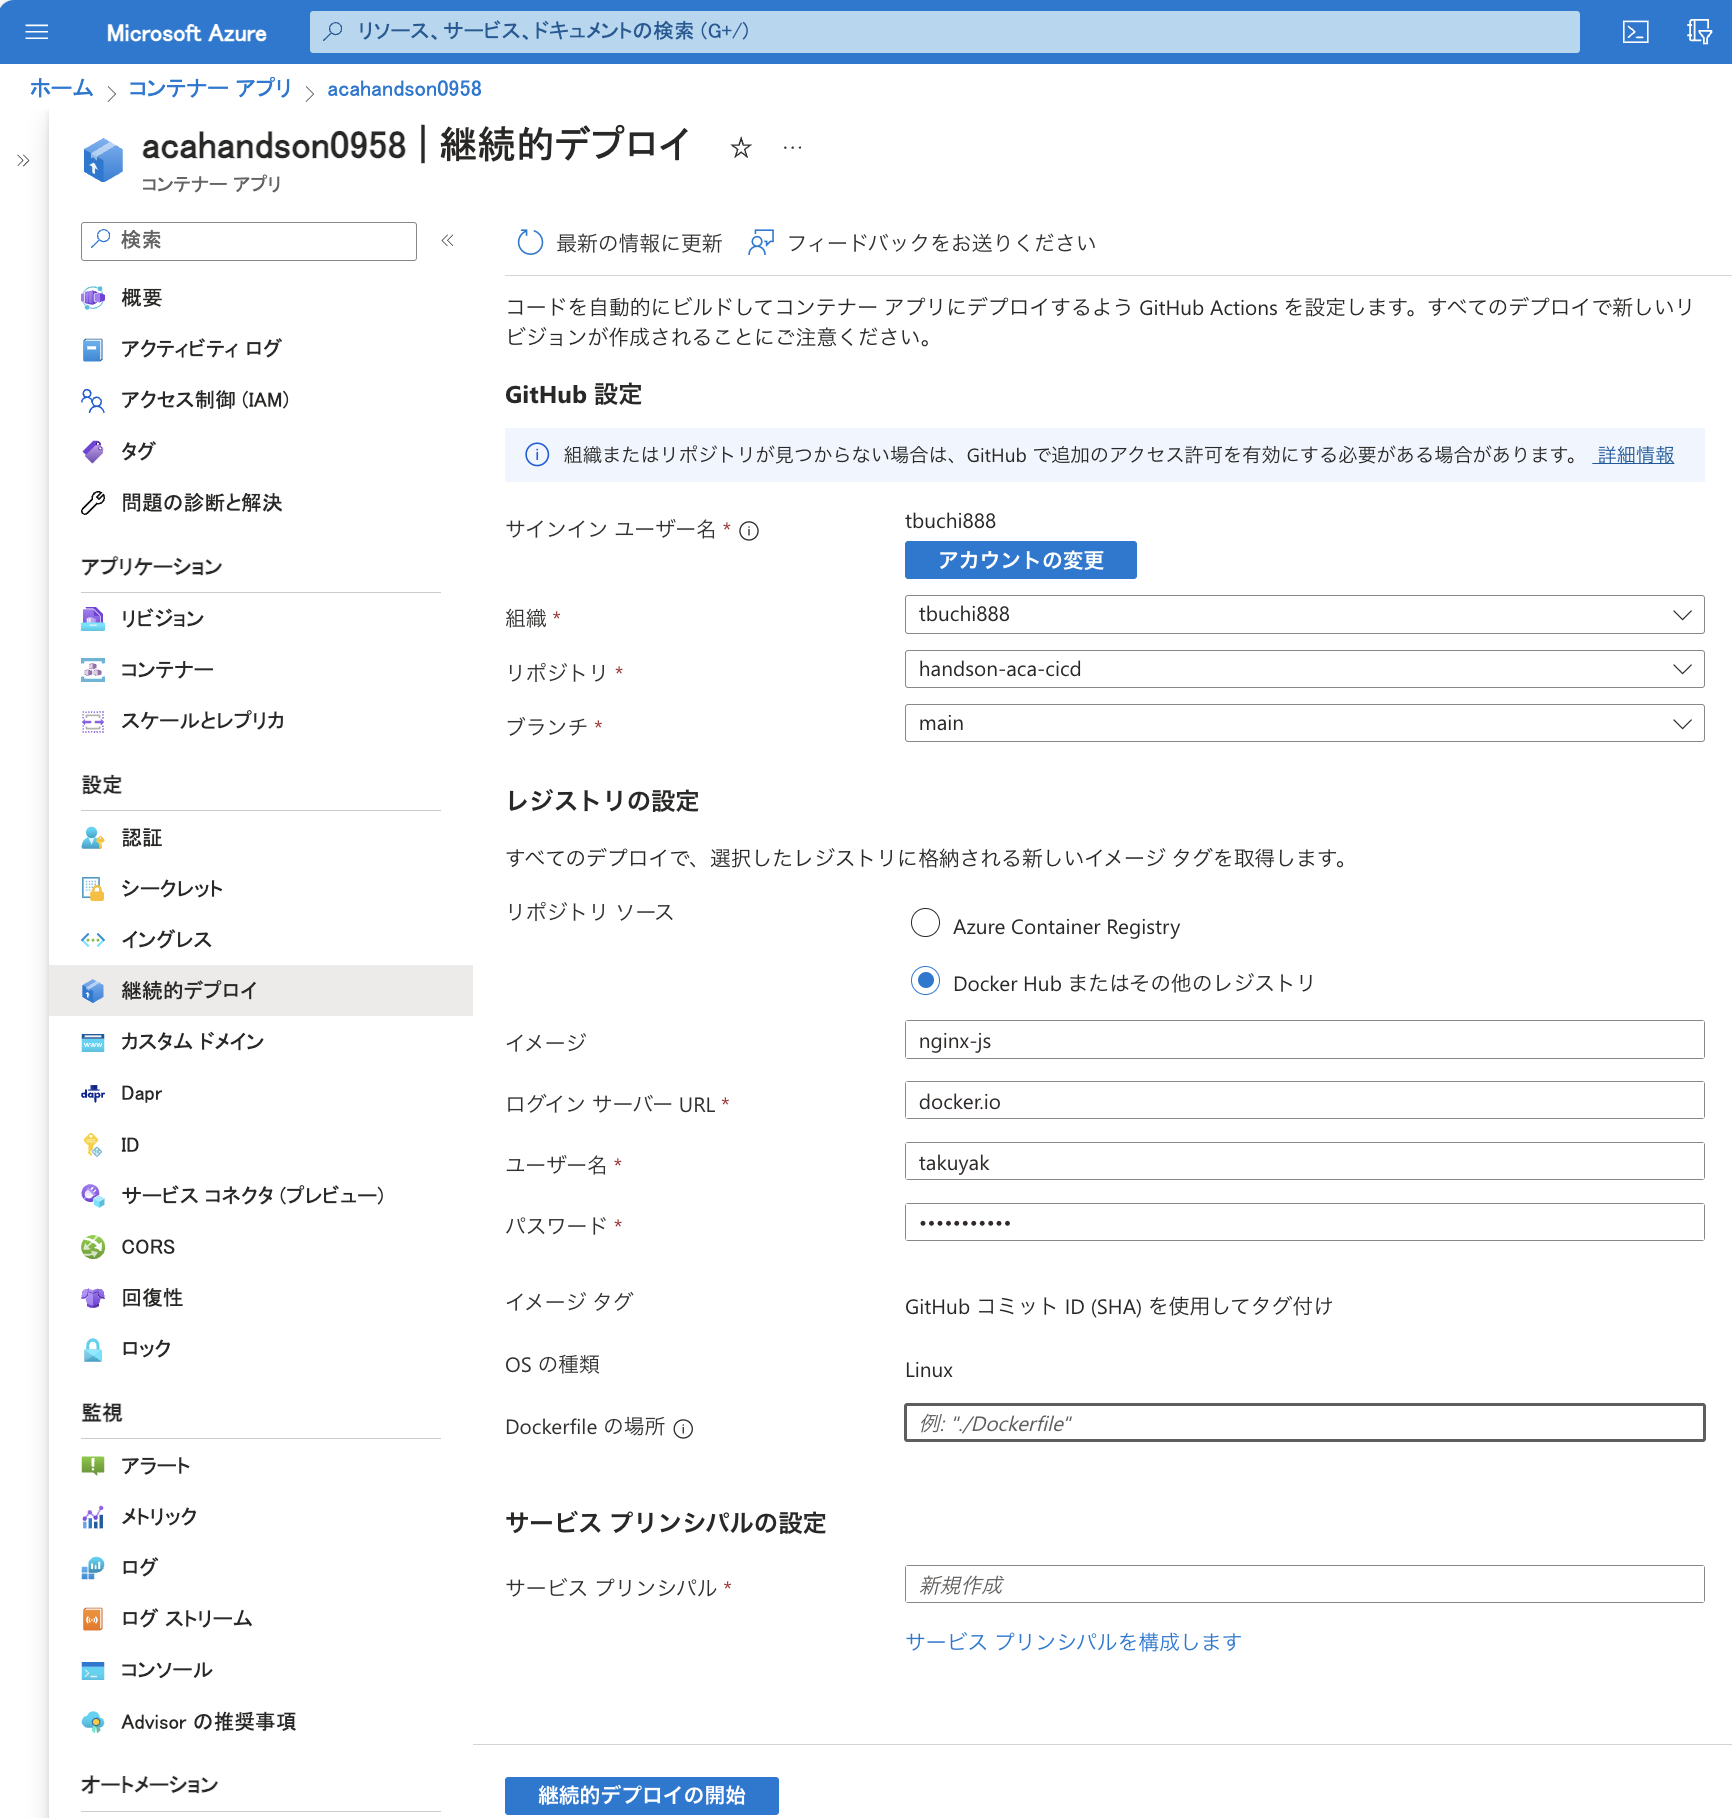 Microsoft Azure
リソース、サービス、ドキュメントの検索 (G+/)
ホーム
コンテナー アプリ
acahandson0958
acahandson0958 | 継続的デプロイ
コンテナー アプリ
検索
概要
アクティビティ ログ
アクセス制御 (IAM)
タグ
問題の診断と解決
アプリケーション
リビジョン
コンテナー
スケールとレプリカ
設定
認証
シークレット
イングレス
継続的デプロイ
カスタム ドメイン
Dapr
ID
サービス コネクタ (プレビュー)
CORS
回復性
ロック
監視
アラート
メトリック
ログ
ログ ストリーム
コンソール
Advisor の推奨事項
オートメーション
最新の情報に更新
フィードバックをお送りください
コードを自動的にビルドしてコンテナー アプリにデプロイするよう GitHub Actions を設定します。すべてのデプロイで新しいリ
ビジョンが作成されることにご注意ください。
GitHub 設定
組織またはリポジトリが見つからない場合は、GitHub で追加のアクセス許可を有効にする必要がある場合があります。 詳細情報
サインイン ユーザー名 *
tbuchi888
アカウントの変更
組織 *
tbuchi888
リポジトリ *
handson-aca-cicd
ブランチ *
main
レジストリの設定
すべてのデプロイで、選択したレジストリに格納される新しいイメージ タグを取得します。
リポジトリ ソース
Azure Container Registry
Docker Hub またはその他のレジストリ
イメージ
nginx-js
ログイン サーバー URL *
docker.io
ユーザー名 *
takuyak
パスワード *
•••••••••••
イメージ タグ
GitHub コミット ID (SHA) を使用してタグ付け
OS の種類
Linux
Dockerfile の場所
例: "./Dockerfile"
サービス プリンシパルの設定
サービス プリンシパル *
新規作成
サービス プリンシパルを構成します
継続的デプロイの開始